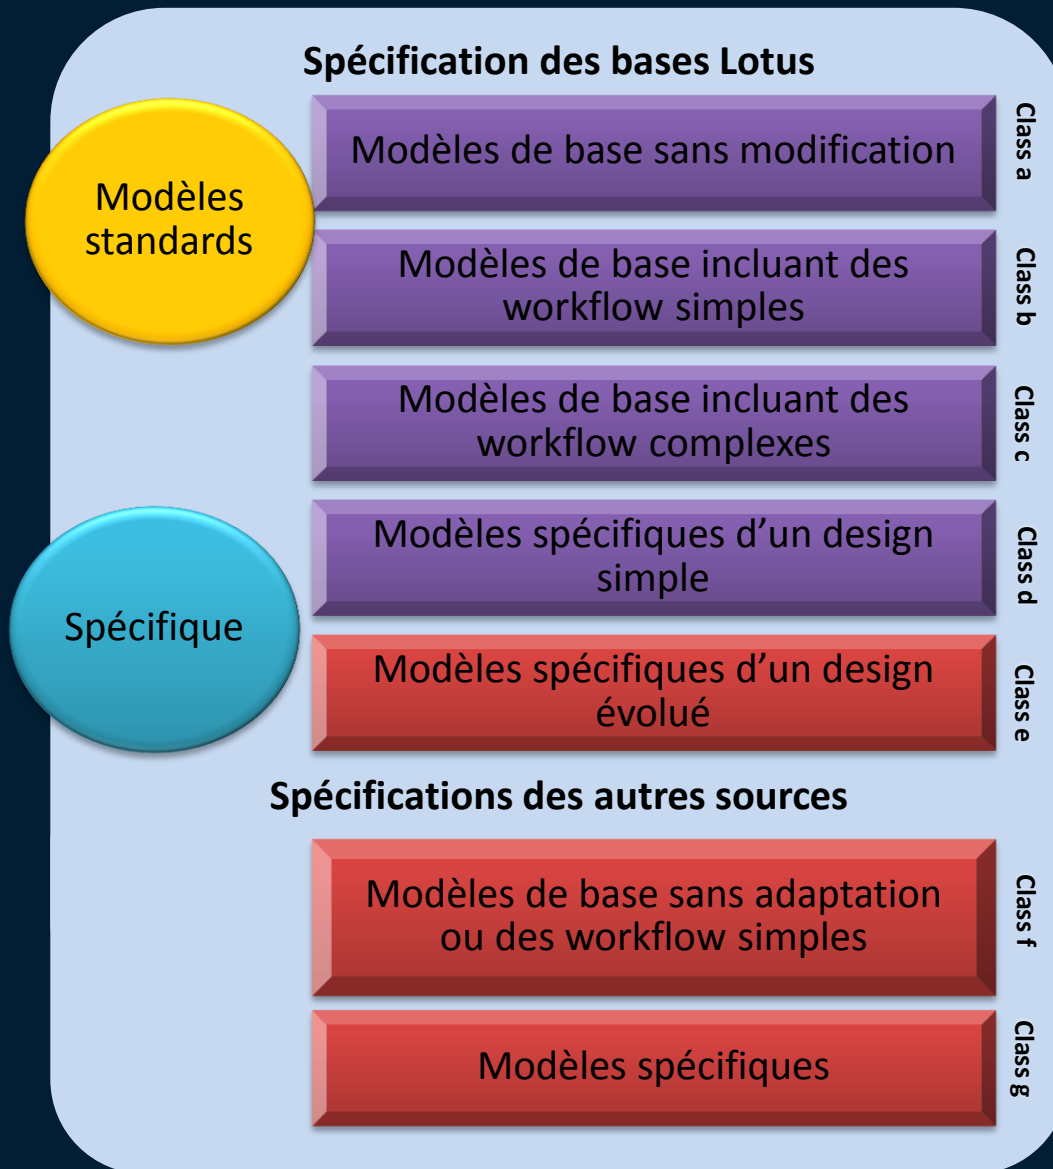 Spécification des bases Lotus
Modèles
standards
Modèles de base sans modification
Class a
Modèles de base incluant des
workflow simples
Class b
Modèles de base incluant des
workflow complexes
Class c
Spécifique
Modèles spécifiques d’un design
simple
Class d
Modèles spécifiques d’un design
évolué
Class e
Spécifications des autres sources
Modèles de base sans adaptation
ou des workflow simples
Class f
Modèles spécifiques
Class g